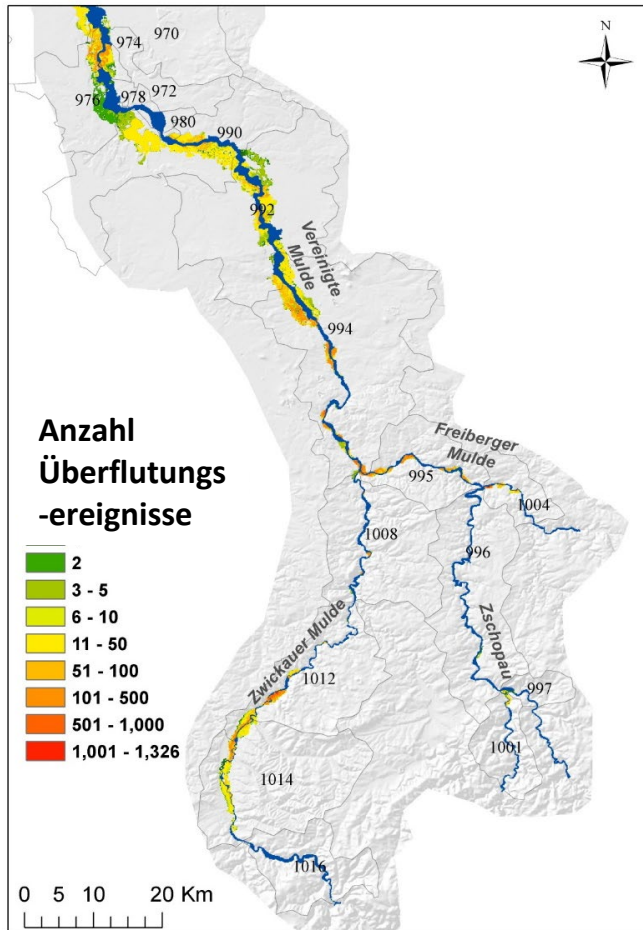 N
970
974
972
976
978
980
990
992
Vereinigte
Mulde
994
Anzahl
Überflutungs
-ereignisse
2
3 - 5
6 - 10
11 - 50
51 - 100
101 - 500
501 - 1,000
1,001 - 1,326
Freiberger
Mulde
995
1004
1008
996
Zschopau
Zwickauer Mulde
1012
997
1001
1014
1016
0 5 10 20 Km